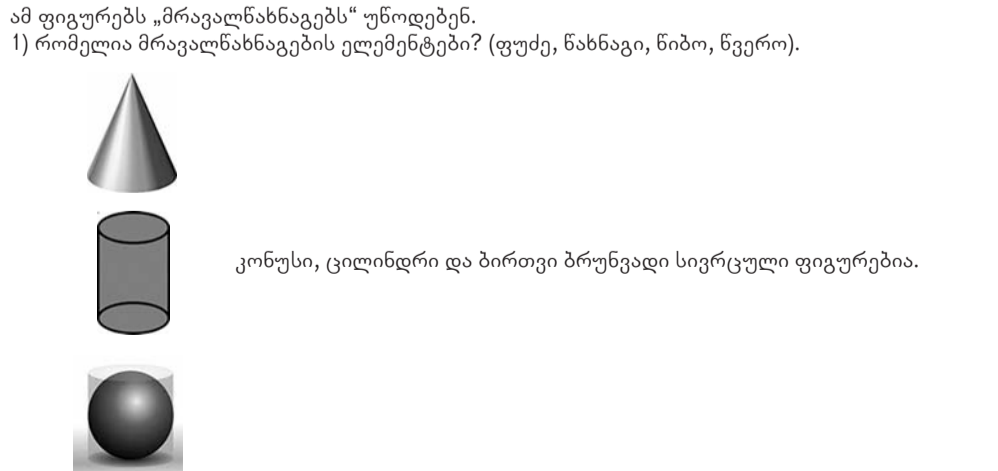 ამ ფიგურებს „მრავალწახნაგებს“ უწოდებენ.
1) რომელია მრავალწახნაგების ელემენტები? (ფუძე, წახნაგი, წიბო, წვერო).
კონუსი, ცილინდრი და ბირთვი ბრუნვადი სივრცული ფიგურებია.